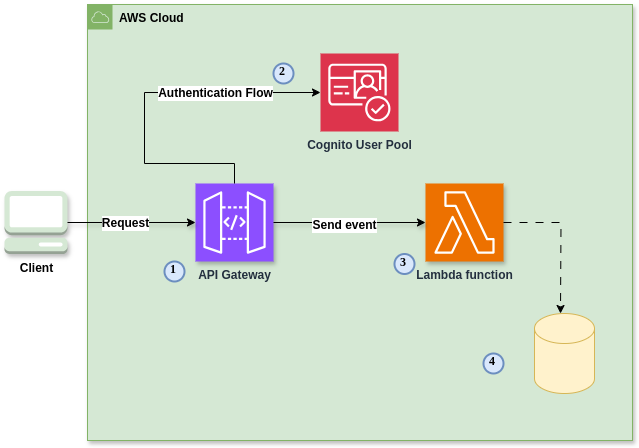 AWS Cloud
2
Authentication Flow
Cognito User Pool
Request
Send event
Client
1
API Gateway
3
Lambda function
4